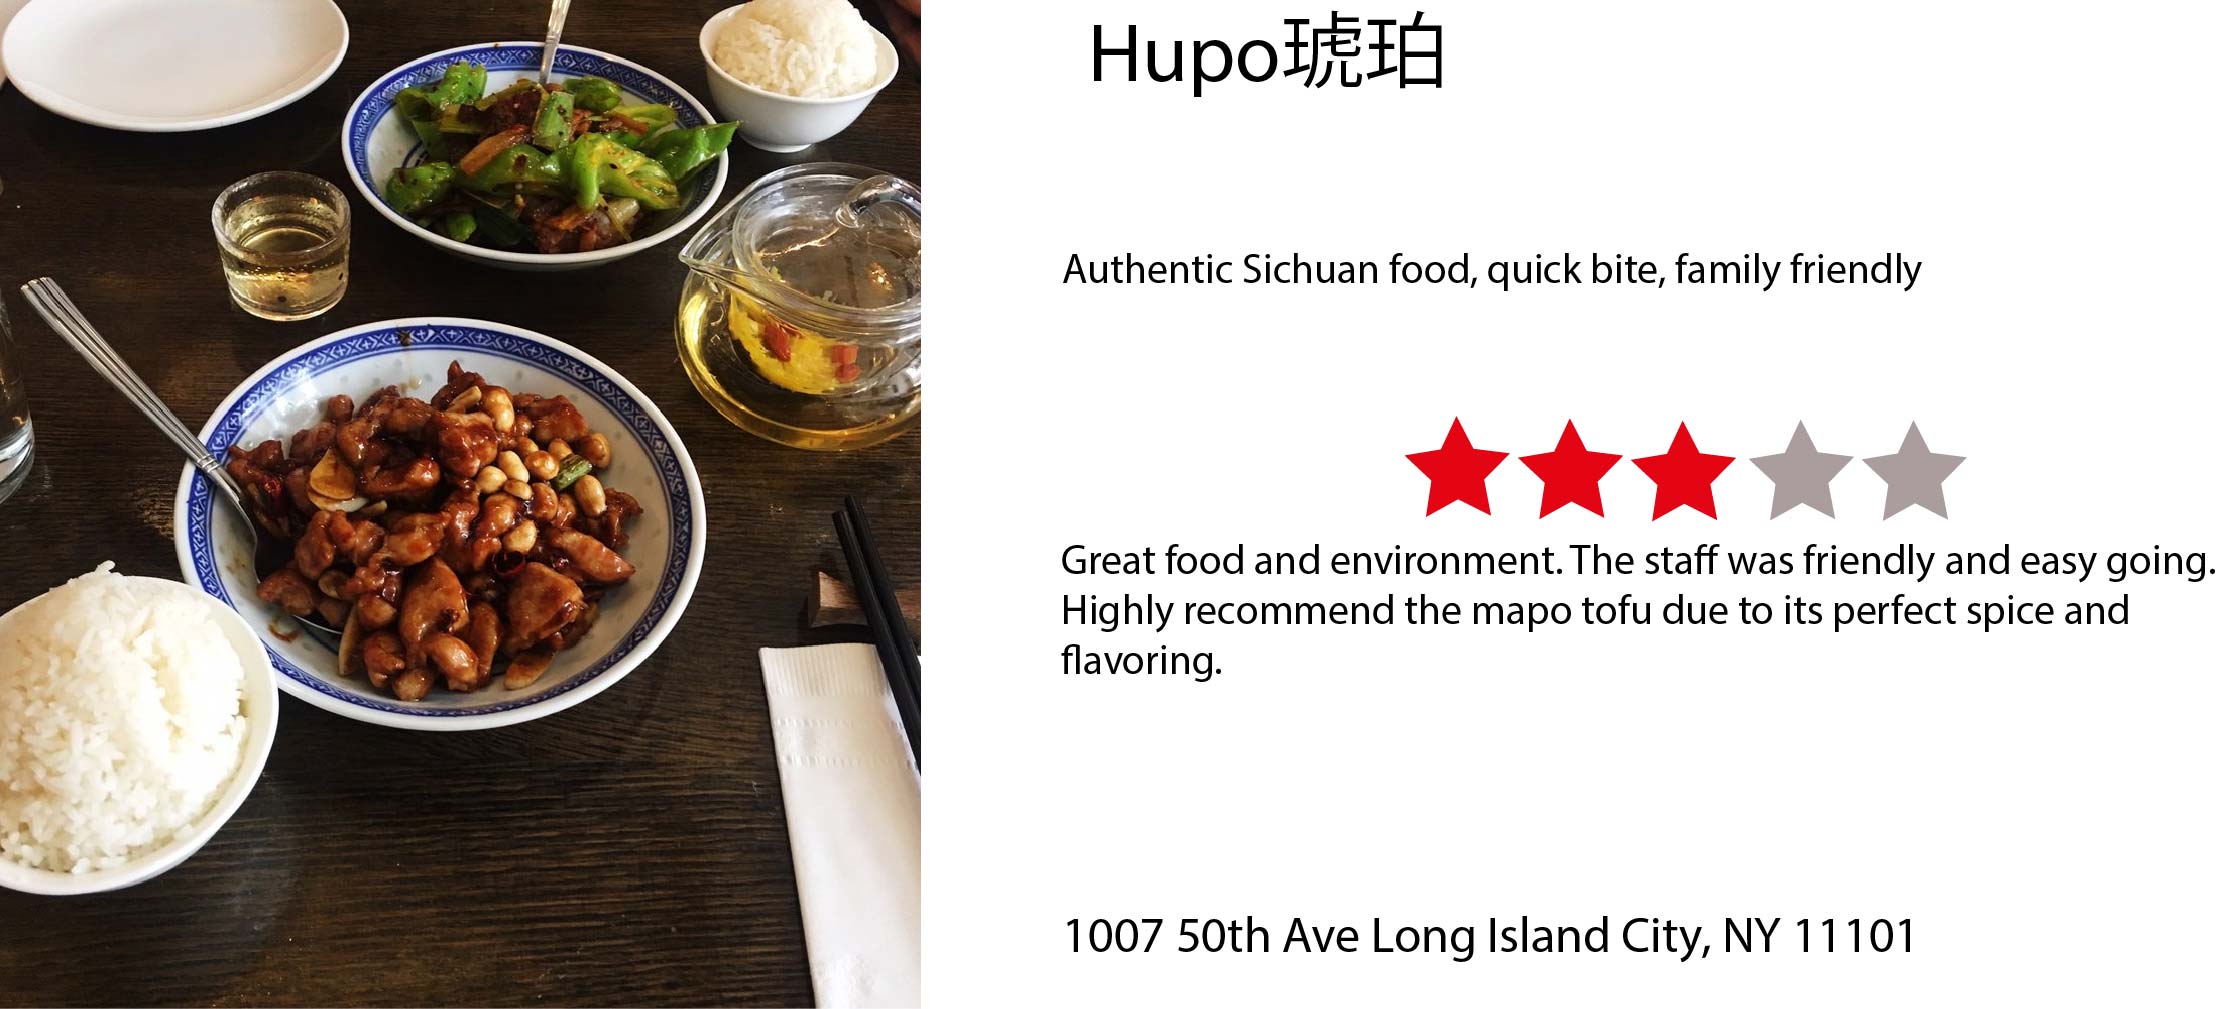 Hupo琥珀
Authentic Sichuan food, quick bite, family friendly
Great food and environment. The staff was friendly and easy going.
Highly recommend the mapo tofu due to its perfect spice and
flavoring.
1007 50th Ave Long Island City, NY 11101